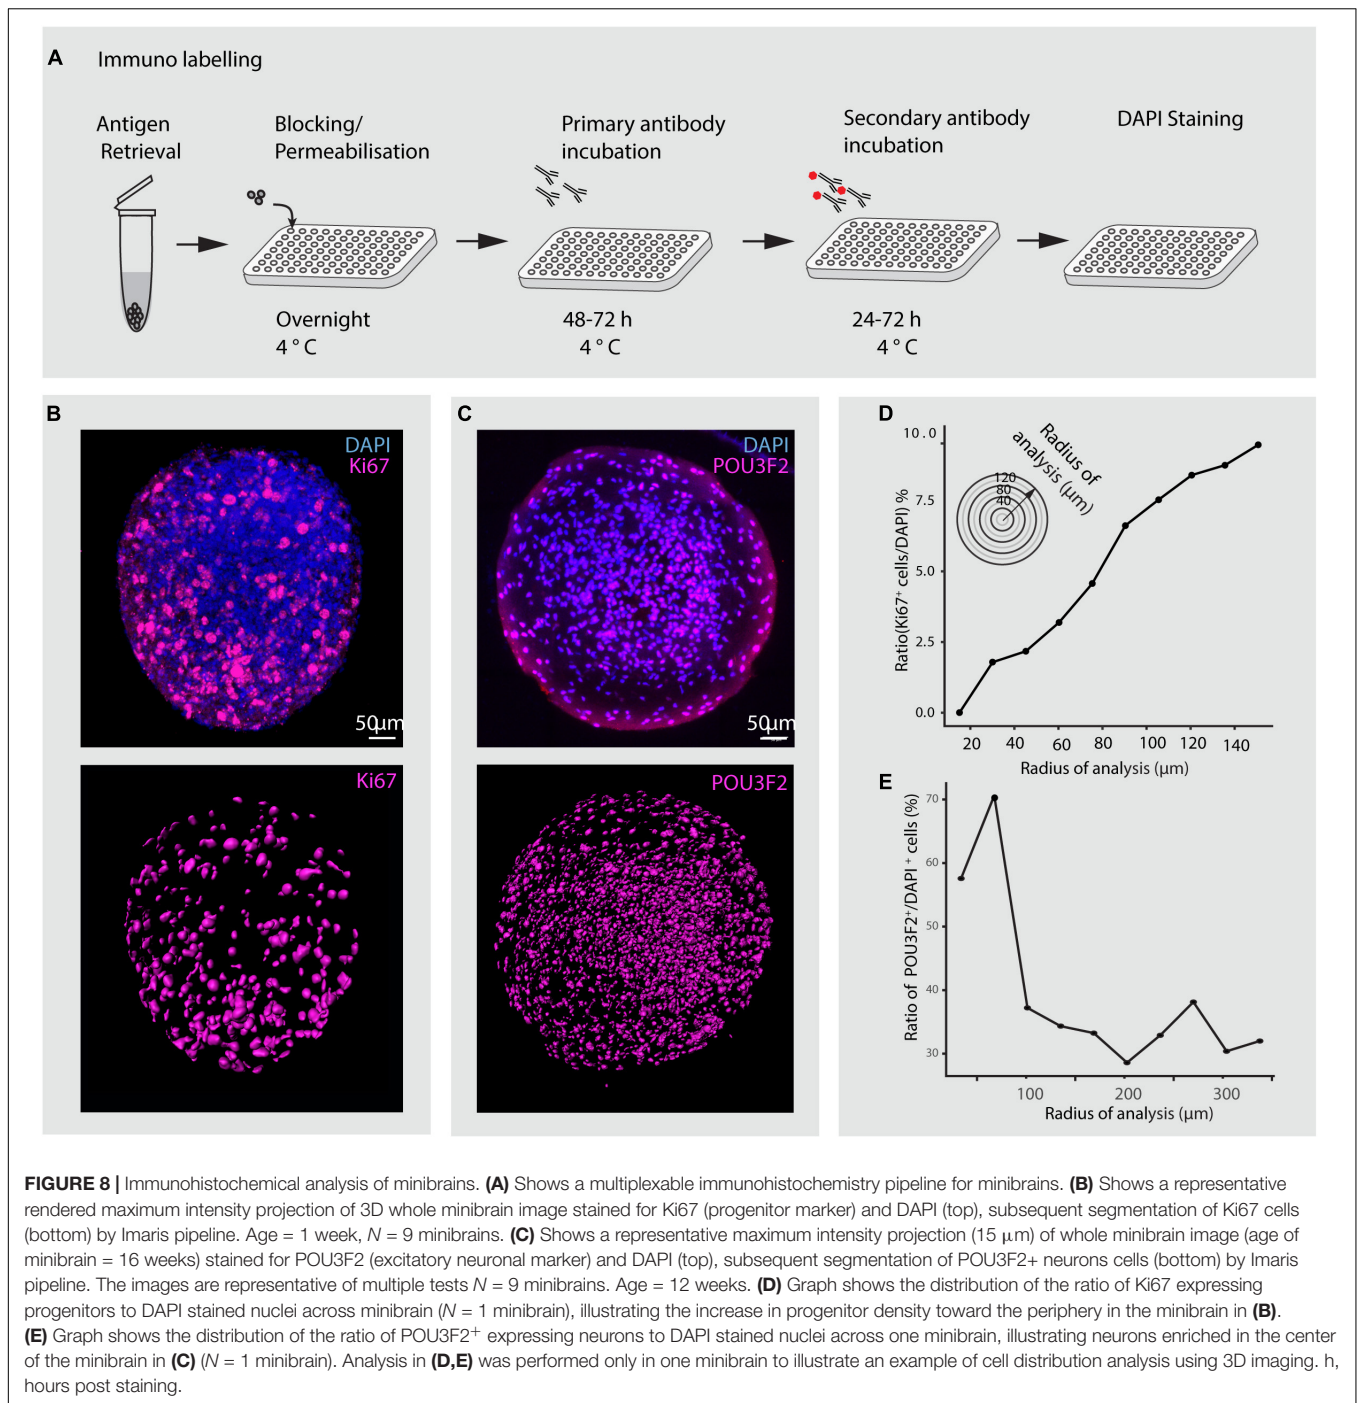 A Immuno labelling
Antigen
Retrieval
Blocking/
Permeabilisation
Primary antibody
incubation
Secondary antibody
incubation
DAPI Staining
Overnight
4 ° C
48-72 h
4 ° C
24-72 h
4 ° C
B
DAPI
Ki67
50µm
Ki67
C
DAPI
POU3F2
50µm
POU3F2
D
Ratio(Ki67⁺ cells/DAPI) %
10.0
7.5
5.0
2.5
0.0
Radius of
analysis (µm)
120
80
40
20 40 60 80 100 120 140
Radius of analysis (µm)
E
Ratio of POU3F2⁺/DAPI ⁺ cells (%)
70
60
50
40
30
100 200 300
Radius of analysis (µm)
FIGURE 8 | Immunohistochemical analysis of minibrains. (A) Shows a multiplexable immunohistochemistry pipeline for minibrains. (B) Shows a representative
rendered maximum intensity projection of 3D whole minibrain image stained for Ki67 (progenitor marker) and DAPI (top), subsequent segmentation of Ki67 cells
(bottom) by Imaris pipeline. Age = 1 week, N = 9 minibrains. (C) Shows a representative maximum intensity projection (15 µm) of whole minibrain image (age of
minibrain = 16 weeks) stained for POU3F2 (excitatory neuronal marker) and DAPI (top), subsequent segmentation of POU3F2+ neurons cells (bottom) by Imaris
pipeline. The images are representative of multiple tests N = 9 minibrains. Age = 12 weeks. (D) Graph shows the distribution of the ratio of Ki67 expressing
progenitors to DAPI stained nuclei across minibrain (N = 1 minibrain), illustrating the increase in progenitor density toward the periphery in the minibrain in (B).
(E) Graph shows the distribution of the ratio of POU3F2⁺ expressing neurons to DAPI stained nuclei across one minibrain, illustrating neurons enriched in the center
of the minibrain in (C) (N = 1 minibrain). Analysis in (D,E) was performed only in one minibrain to illustrate an example of cell distribution analysis using 3D imaging. h,
hours post staining.